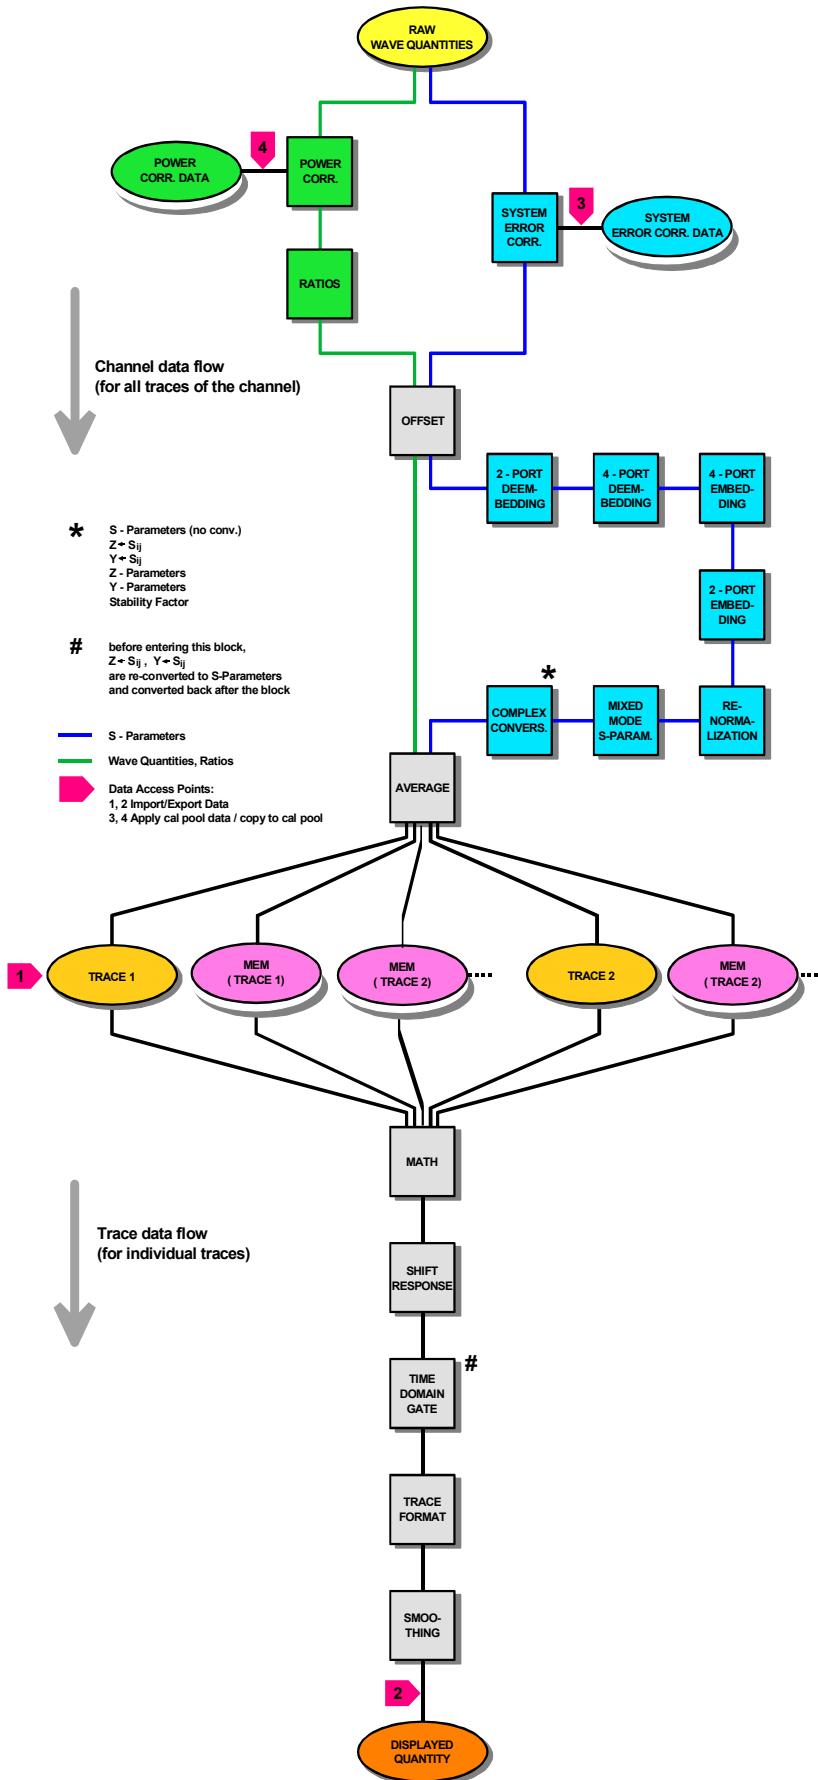 RAW
WAVE QUANTITIES
4
POWER
CORR. DATA
POWER
CORR.
3
SYSTEM
ERROR
CORR.
SYSTEM
ERROR CORR. DATA
RATIOS
Channel data flow
(for all traces of the channel)
OFFSET
2 - PORT
DEEM-
BEDDING
4 - PORT
DEEM-
BEDDING
4 - PORT
EMBED-
DING
* S - Parameters (no conv.)
Z ← Sij
Y ← Sij
Z - Parameters
Y - Parameters
Stability Factor
2 - PORT
EMBED-
DING
# before entering this block,
Z ← Sij , Y ← Sij
are re-converted to S-Parameters
and converted back after the block
*
COMPLEX
CONVERS.
MIXED
MODE
S-PARAM.
RE-
NORMA-
LIZATION
S - Parameters
Wave Quantities, Ratios
Data Access Points:
1, 2 Import/Export Data
3, 4 Apply cal pool data / copy to cal pool
AVERAGE
1
TRACE 1
MEM
( TRACE 1)
MEM
( TRACE 2)
TRACE 2
MEM
( TRACE 2)
MATH
Trace data flow
(for individual traces)
SHIFT
RESPONSE
#
TIME
DOMAIN
GATE
TRACE
FORMAT
SMOO-
THING
2
DISPLAYED
QUANTITY